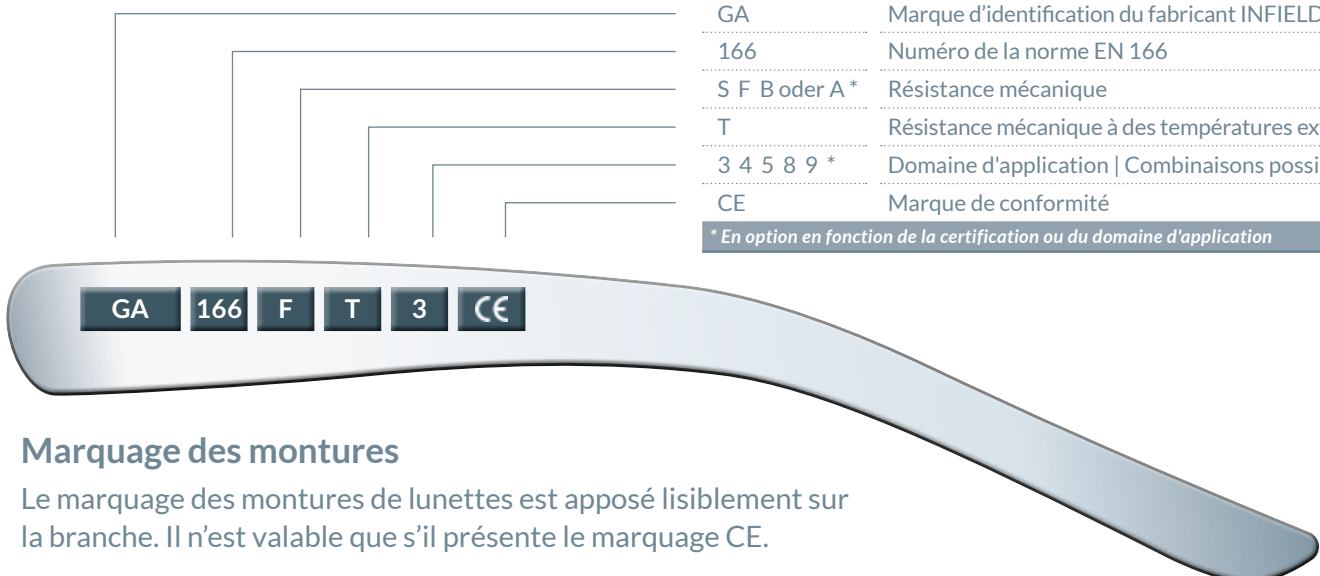 GA Marque d’identification du fabricant INFIELD
166 Numéro de la norme EN 166
S F B oder A * Résistance mécanique
T Résistance mécanique à des températures
3 4 5 8 9 * Domaine d'application | Combinaisons
CE Marque de conformité
* En option en fonction de la certification ou du domaine d'application
GA 166 F T 3 CE
Marquage des montures
Le marquage des montures de lunettes est apposé lisiblement sur
la branche. Il n’est valable que s’il présente le marquage CE.